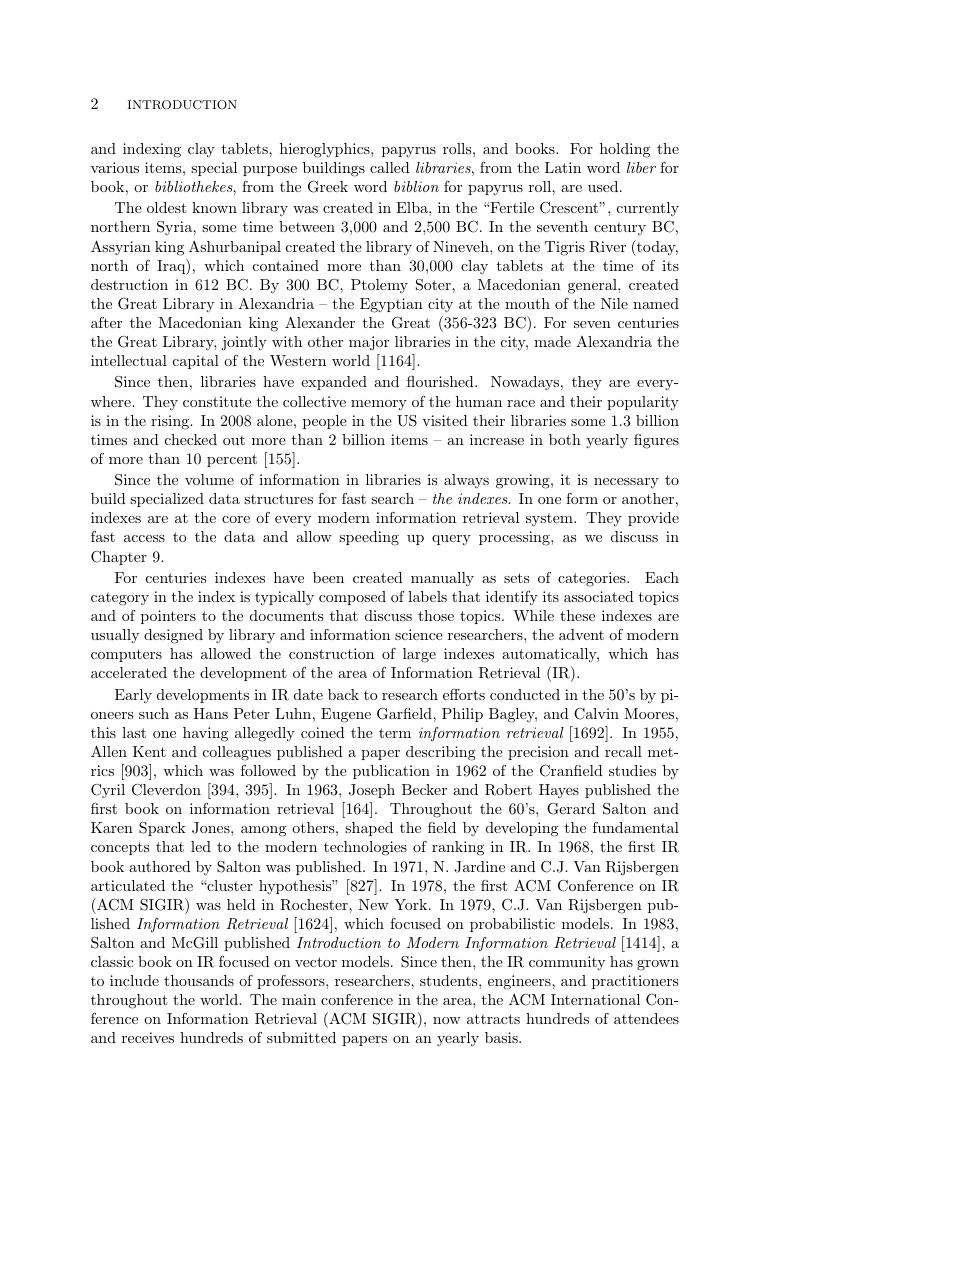 2 INTRODUCTION
and indexing clay tablets, hieroglyphics, papyrus rolls, and books. For holding the
various items, special purpose buildings called libraries, from the Latin word liber for
book, or bibliothekes, from the Greek word biblion for papyrus roll, are used.
The oldest known library was created in Elba, in the “Fertile Crescent”, currently
northern Syria, some time between 3,000 and 2,500 BC. In the seventh century BC,
Assyrian king Ashurbanipal created the library of Nineveh, on the Tigris River (today,
north of Iraq), which contained more than 30,000 clay tablets at the time of its
destruction in 612 BC. By 300 BC, Ptolemy Soter, a Macedonian general, created
the Great Library in Alexandria – the Egyptian city at the mouth of the Nile named
after the Macedonian king Alexander the Great (356-323 BC). For seven centuries
the Great Library, jointly with other major libraries in the city, made Alexandria the
intellectual capital of the Western world [1164].
Since then, libraries have expanded and flourished. Nowadays, they are every-
where. They constitute the collective memory of the human race and their popularity
is in the rising. In 2008 alone, people in the US visited their libraries some 1.3 billion
times and checked out more than 2 billion items – an increase in both yearly figures
of more than 10 percent [155].
Since the volume of information in libraries is always growing, it is necessary to
build specialized data structures for fast search – the indexes. In one form or another,
indexes are at the core of every modern information retrieval system. They provide
fast access to the data and allow speeding up query processing, as we discuss in
Chapter 9.
For centuries indexes have been created manually as sets of categories. Each
category in the index is typically composed of labels that identify its associated topics
and of pointers to the documents that discuss those topics. While these indexes are
usually designed by library and information science researchers, the advent of modern
computers has allowed the construction of large indexes automatically, which has
accelerated the development of the area of Information Retrieval (IR).
Early developments in IR date back to research efforts conducted in the 50’s by pi-
oneers such as Hans Peter Luhn, Eugene Garfield, Philip Bagley, and Calvin Moores,
this last one having allegedly coined the term information retrieval [1692]. In 1955,
Allen Kent and colleagues published a paper describing the precision and recall met-
rics [903], which was followed by the publication in 1962 of the Cranfield studies by
Cyril Cleverdon [394, 395]. In 1963, Joseph Becker and Robert Hayes published the
first book on information retrieval [164]. Throughout the 60’s, Gerard Salton and
Karen Sparck Jones, among others, shaped the field by developing the fundamental
concepts that led to the modern technologies of ranking in IR. In 1968, the first IR
book authored by Salton was published. In 1971, N. Jardine and C.J. Van Rijsbergen
articulated the “cluster hypothesis” [827]. In 1978, the first ACM Conference on IR
(ACM SIGIR) was held in Rochester, New York. In 1979, C.J. Van Rijsbergen pub-
lished Information Retrieval [1624], which focused on probabilistic models. In 1983,
Salton and McGill published Introduction to Modern Information Retrieval [1414], a
classic book on IR focused on vector models. Since then, the IR community has grown
to include thousands of professors, researchers, students, engineers, and practitioners
throughout the world. The main conference in the area, the ACM International Con-
ference on Information Retrieval (ACM SIGIR), now attracts hundreds of attendees
and receives hundreds of submitted papers on an yearly basis.